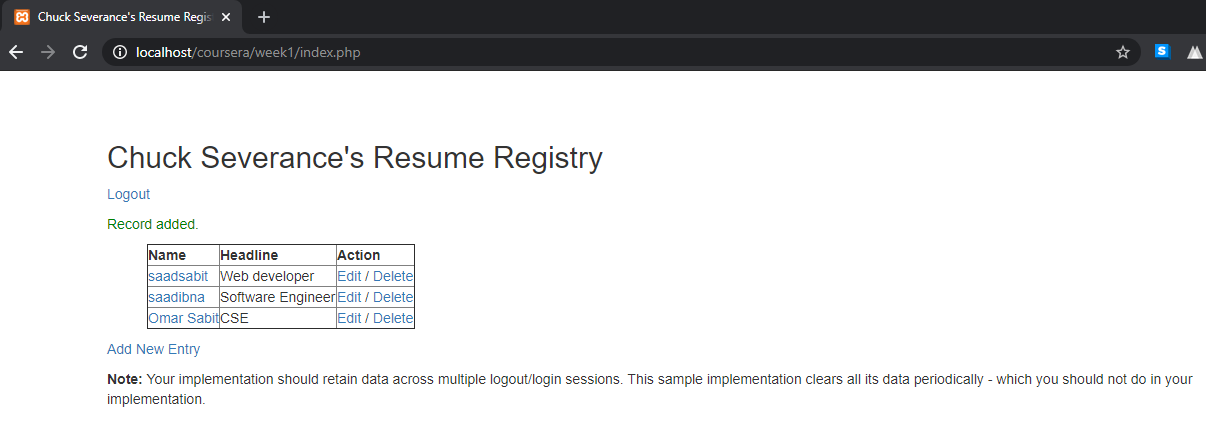 Chuck Severance's Resume Regis
localhost/coursera/week1/index.php
S
Chuck Severance's Resume Registry
Logout
Record added.
Name Headline Action
saadsabit Web developer Edit / Delete
saadibna Software Engineer Edit / Delete
Omar Sabit CSE Edit / Delete
Add New Entry
Note: Your implementation should retain data across multiple logout/login sessions. This sample implementation clears all its data periodically - which you should not do in your
implementation.